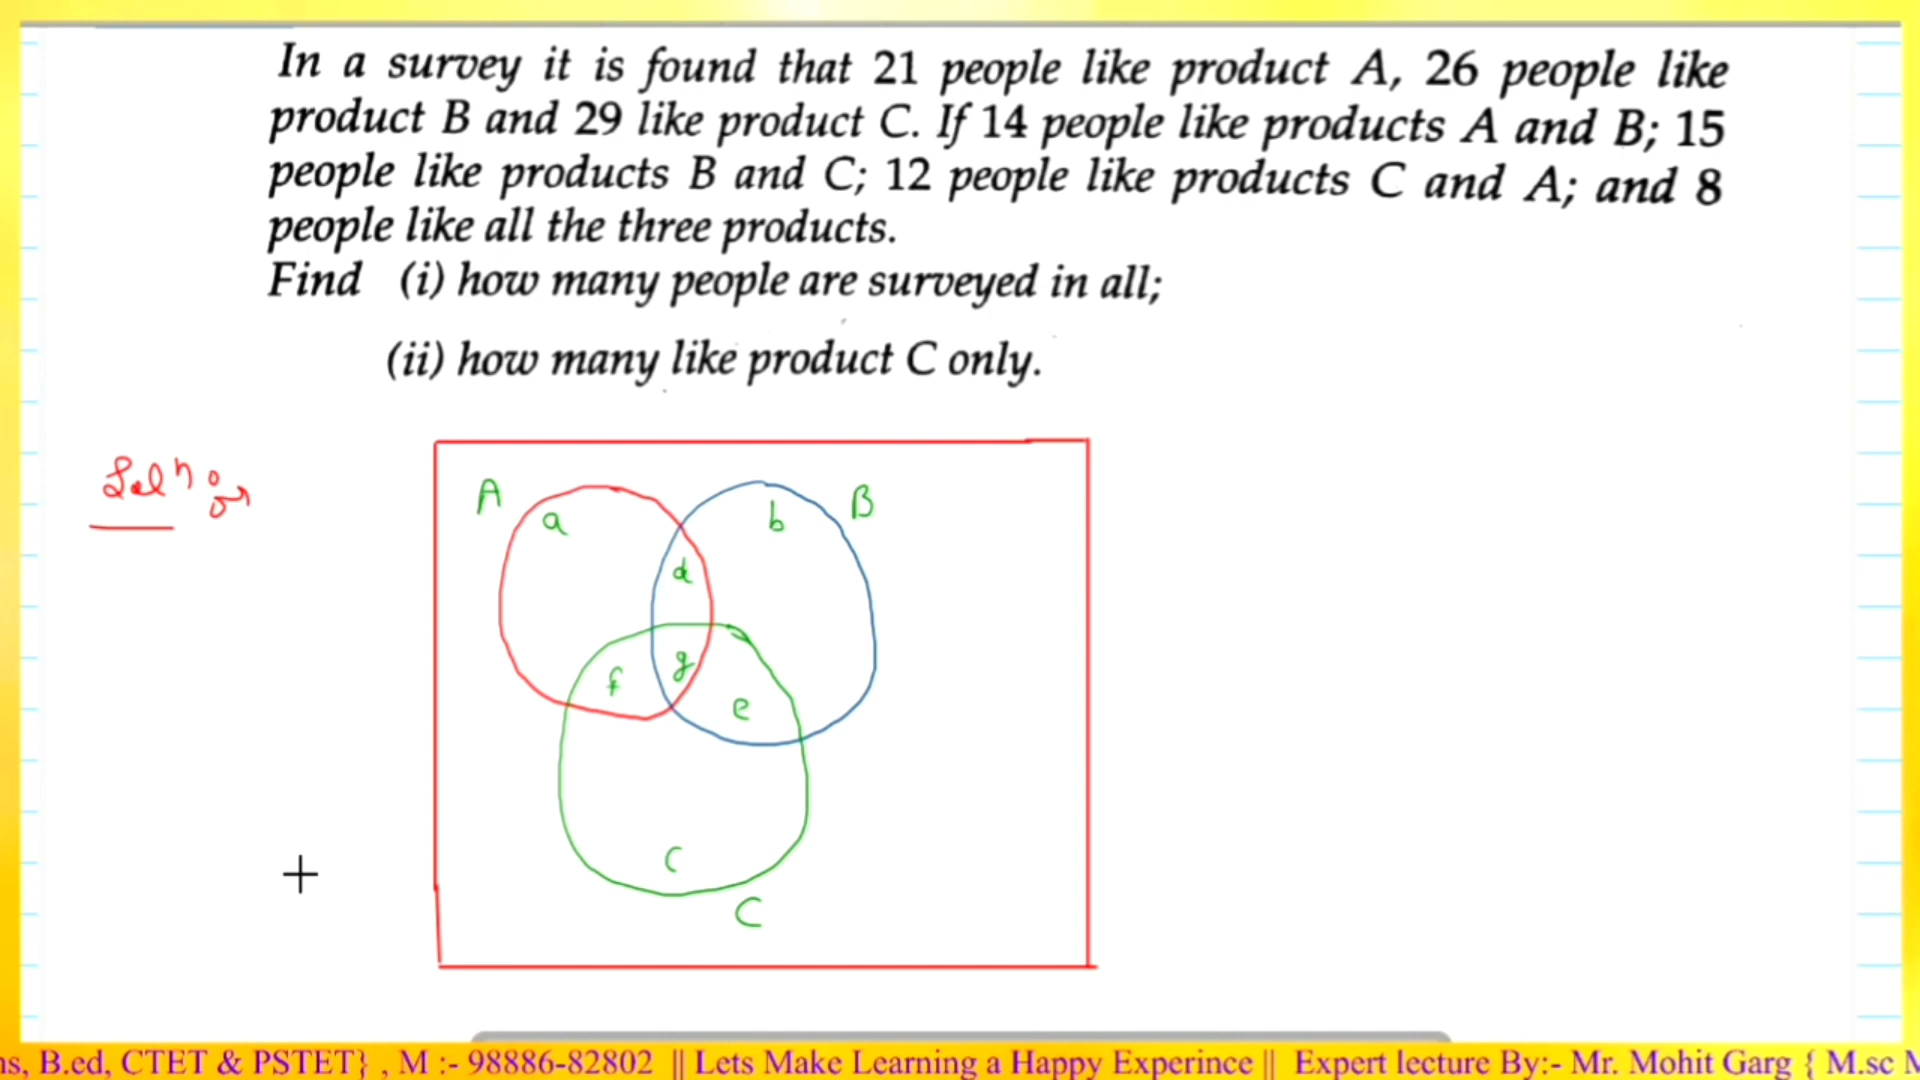 In a survey it is found that 21 people like product A, 26 people like
product B and 29 like product C. If 14 people like products A and B; 15
people like products B and C; 12 people like products C and A; and 8
people like all the three products.
Find (i) how many people are surveyed in all;
(ii) how many like product C only.
Solⁿ :-
A a b B
d
g
f
e
C
C
ns, B.ed, CTET & PSTET} , M :- 98886-82802 || Lets Make Learning a Happy Experince || Expert lecture By:- Mr. Mohit Garg { M.sc M